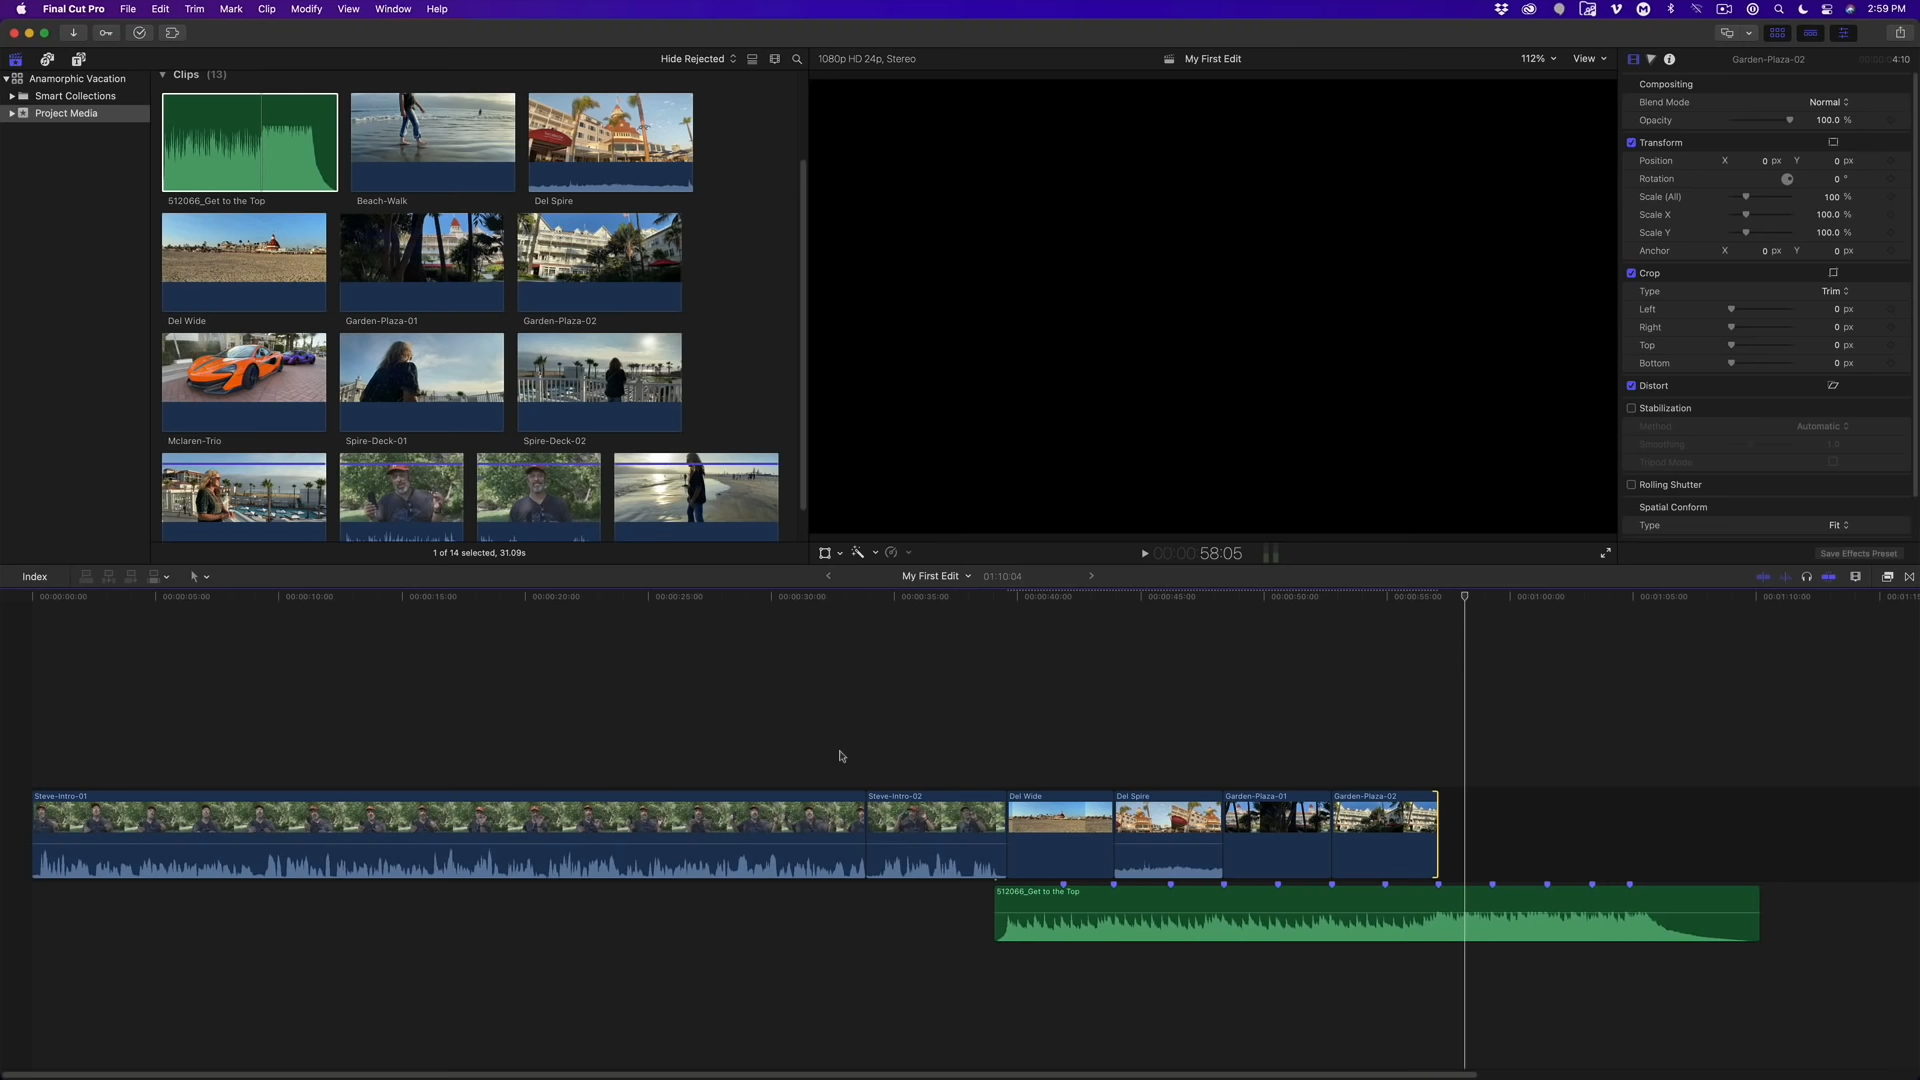 Final Cut Pro File Edit Trim Mark Clip Modify View Window Help 2:59 PM
Hide Rejected
1080p HD 24p, Stereo My First Edit 112% View
Garden-Plaza-02 4:10
Anamorphic Vacation
Smart Collections
Project Media
Clips (13)
512066_Get to the Top Beach-Walk Del Spire
Del Wide Garden-Plaza-01 Garden-Plaza-02
Mclaren-Trio Spire-Deck-01 Spire-Deck-02
1 of 14 selected, 31.09s
00:00 58:05
Compositing
Blend Mode Normal
Opacity 100.0 %
Transform
Position X 0 px Y 0 px
Rotation 0 °
Scale (All) 100 %
Scale X 100.0 %
Scale Y 100.0 %
Anchor X 0 px Y 0 px
Crop
Type Trim
Left 0 px
Right 0 px
Top 0 px
Bottom 0 px
Distort
Stabilization
Method Automatic
Smoothing 1.0
Tripod Mode
Rolling Shutter
Spatial Conform
Type Fit
Save Effects Preset
Index My First Edit 01:10:04
00:00:00:00 00:00:05:00 00:00:10:00 00:00:15:00 00:00:20:00 00:00:25:00 00:00:30:00 00:00:35:00 00:00:40:00 00:00:45:00 00:00:50:00 00:00:55:00 00:01:00:00 00:01:05:00 00:01:10:00 00:01:15
Steve-Intro-01 Steve-Intro-02 Del Wide Del Spire Garden-Plaza-01 Garden-Plaza-02
512066_Get to the Top